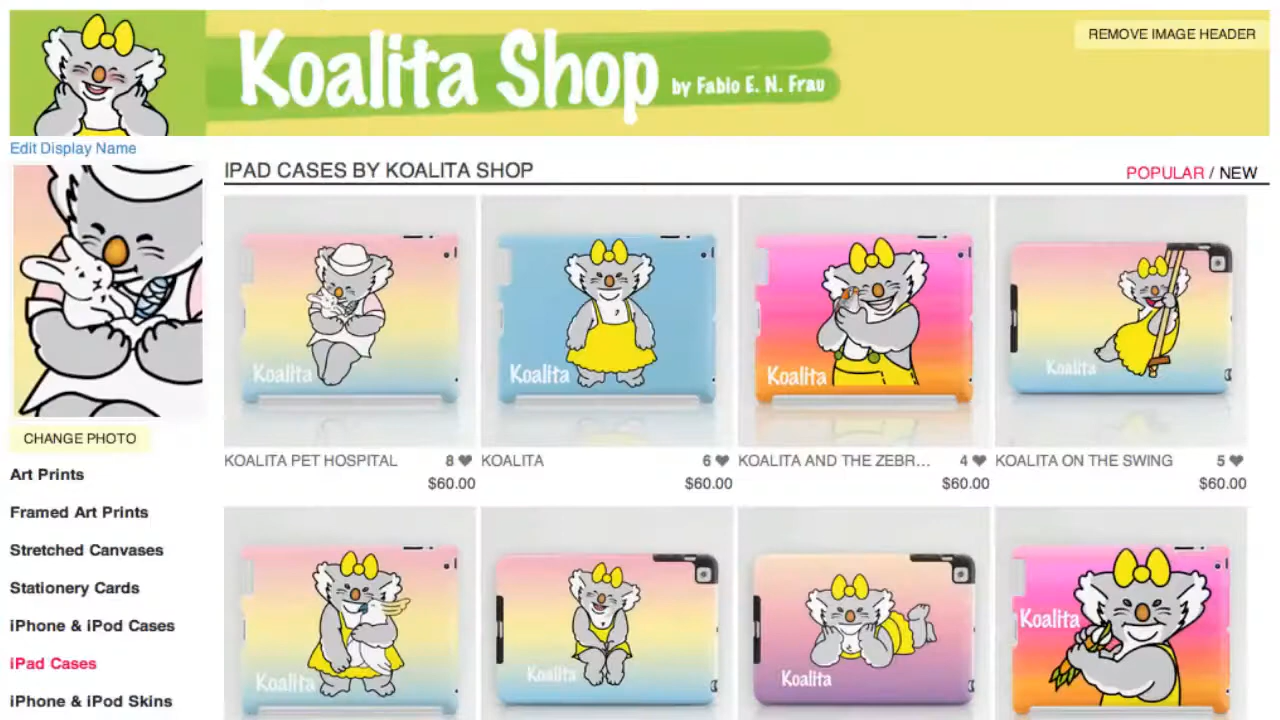 Koalita Shop by Fabio E. N. Frau
REMOVE IMAGE HEADER
Edit Display Name
IPAD CASES BY KOALITA SHOP
POPULAR / NEW
Koalita
Koalita
Koalita
Koalita
KOALITA PET HOSPITAL 8
KOALITA 6
KOALITA AND THE ZEBR... 4
KOALITA ON THE SWING 5
$60.00
$60.00
$60.00
$60.00
CHANGE PHOTO
Art Prints
Framed Art Prints
Stretched Canvases
Stationery Cards
iPhone & iPod Cases
iPad Cases
iPhone & iPod Skins
Koalita
Koalita
Koalita
Koalita